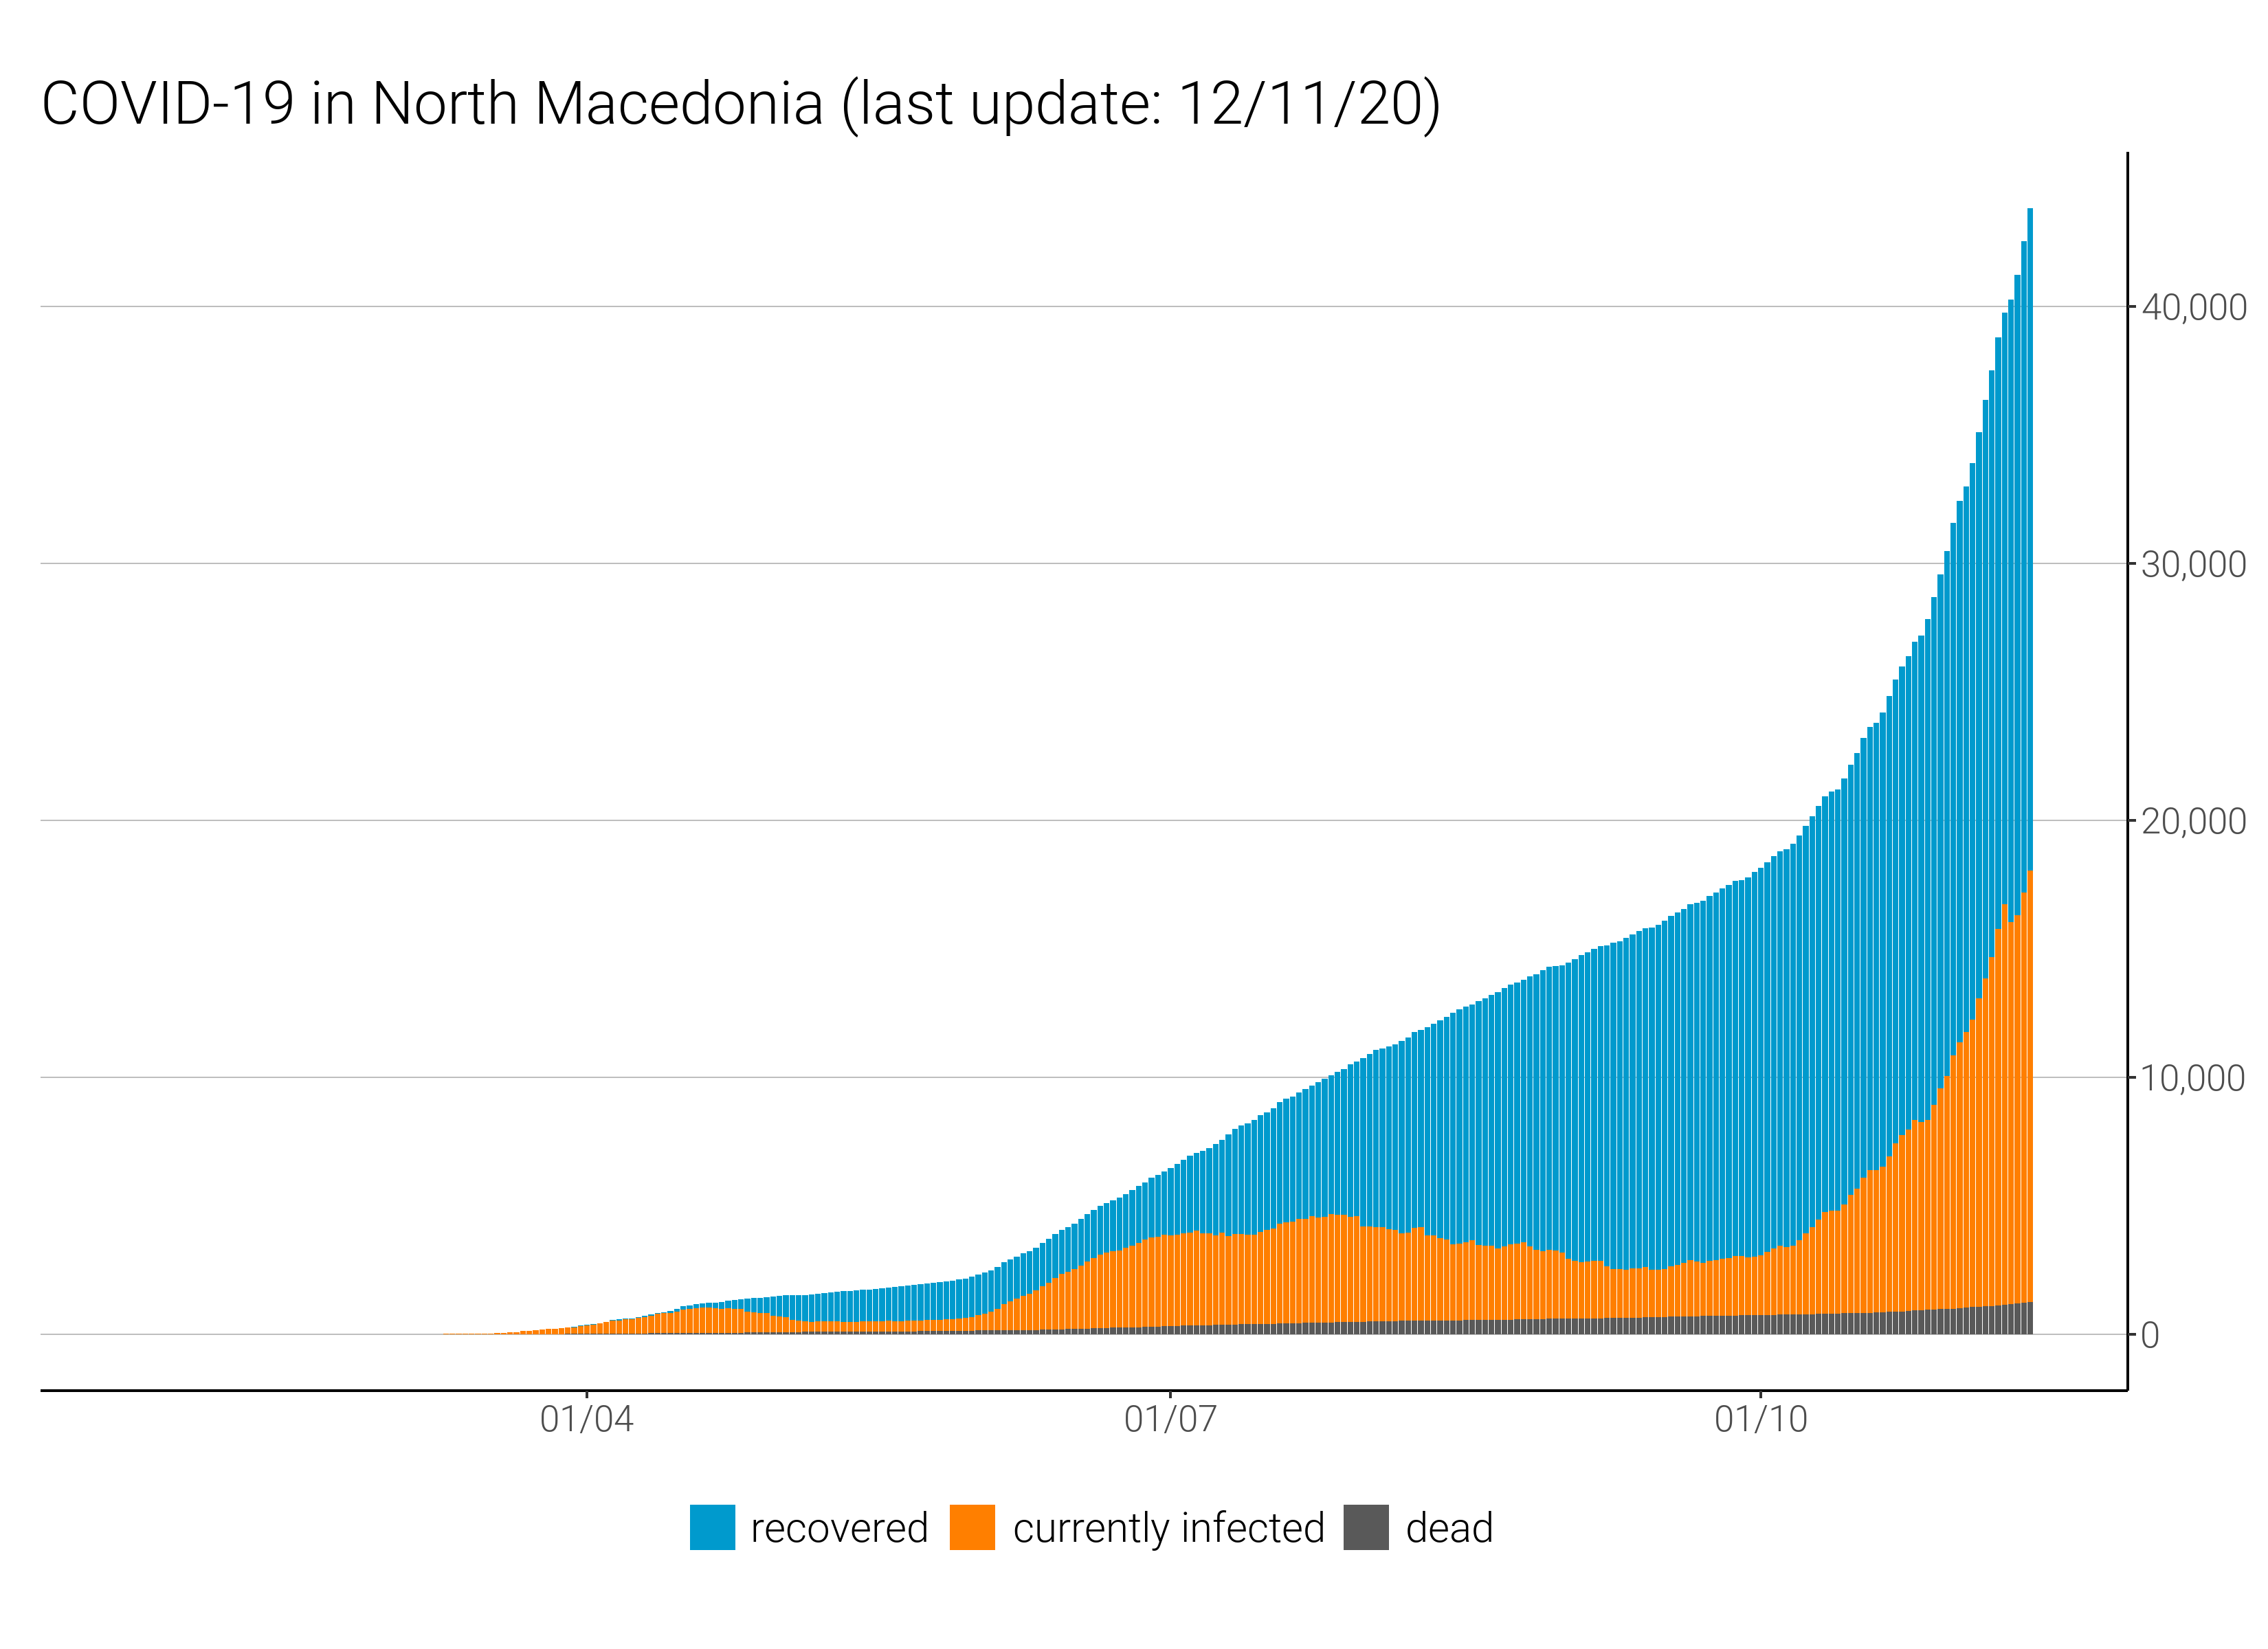 COVID-19 in North Macedonia (last update: 12/11/20)
40,000
30,000
20,000
10,000
0
01/04 01/07 01/10
recovered currently infected dead